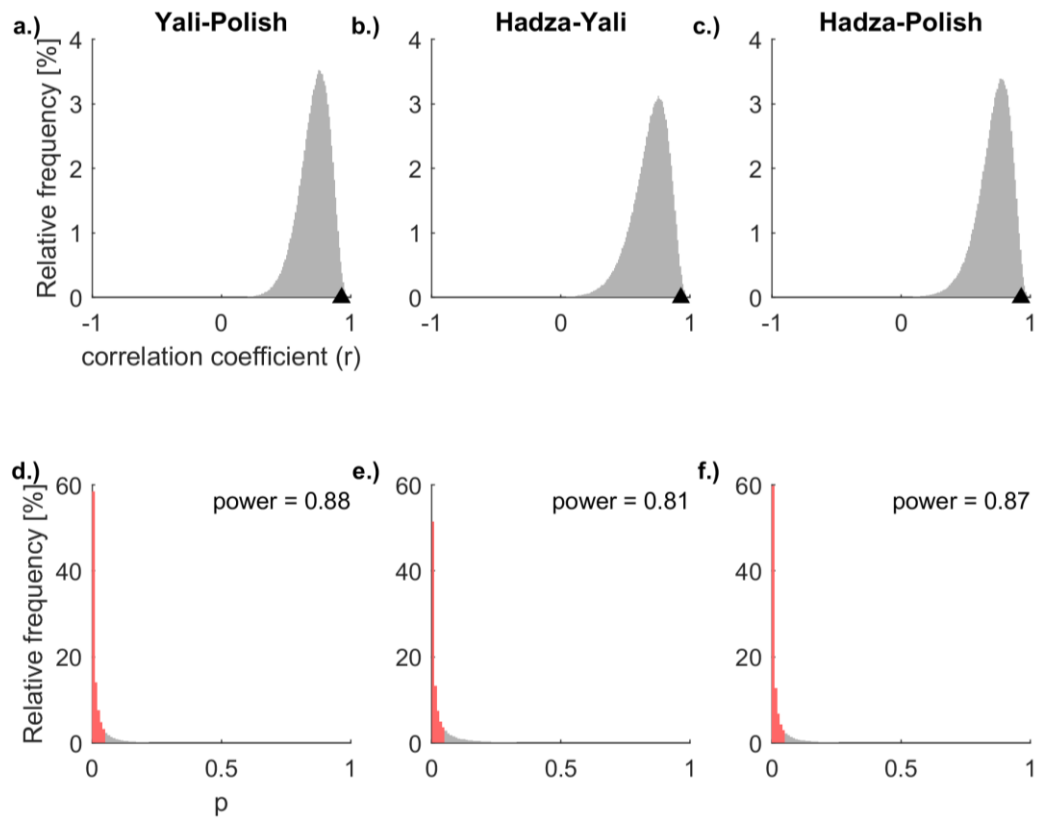 a.) Yali-Polish b.) Hadza-Yali c.) Hadza-Polish
Relative frequency [%]
4 4 4
3 3 3
2 2 2
1 1 1
0 0 0
-1 0 1 -1 0 1 -1 0 1
correlation coefficient (r)
d.) e.) f.)
Relative frequency [%]
60 60 60
power = 0.88 power = 0.81 power = 0.87
40 40 40
20 20 20
0 0 0
0 0.5 1 0 0.5 1 0 0.5 1
p